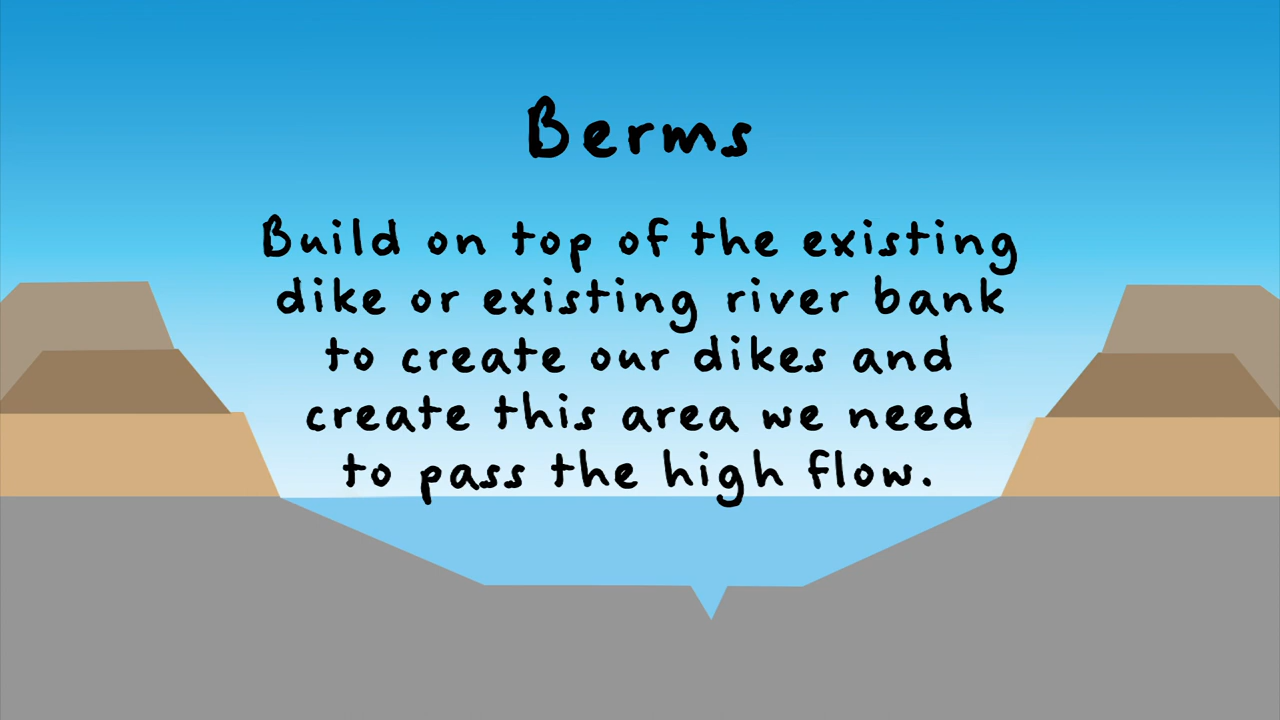 Berms
Build on top of the existing
dike or existing river bank
to create our dikes and
create this area we need
to pass the high flow.